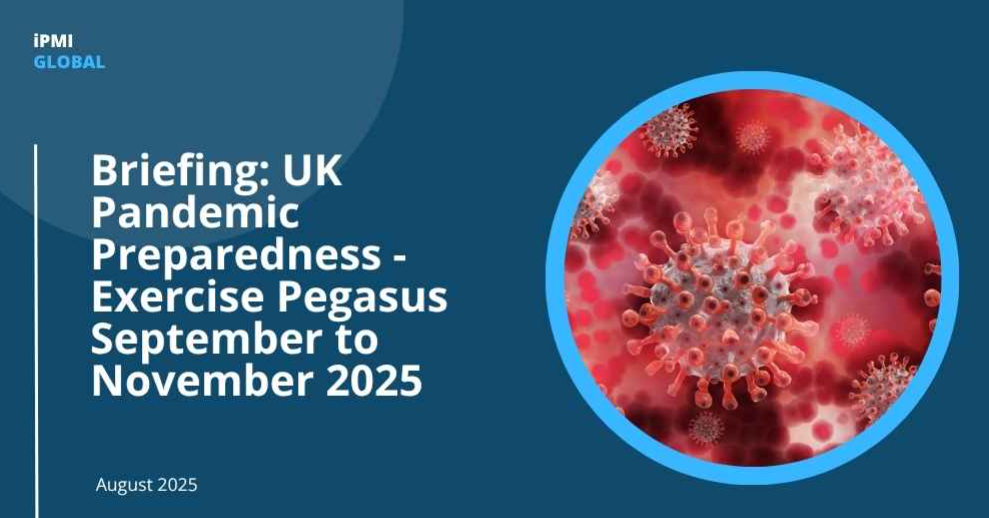 iPMI
GLOBAL
Briefing: UK
Pandemic
Preparedness -
Exercise Pegasus
September to
November 2025
August 2025